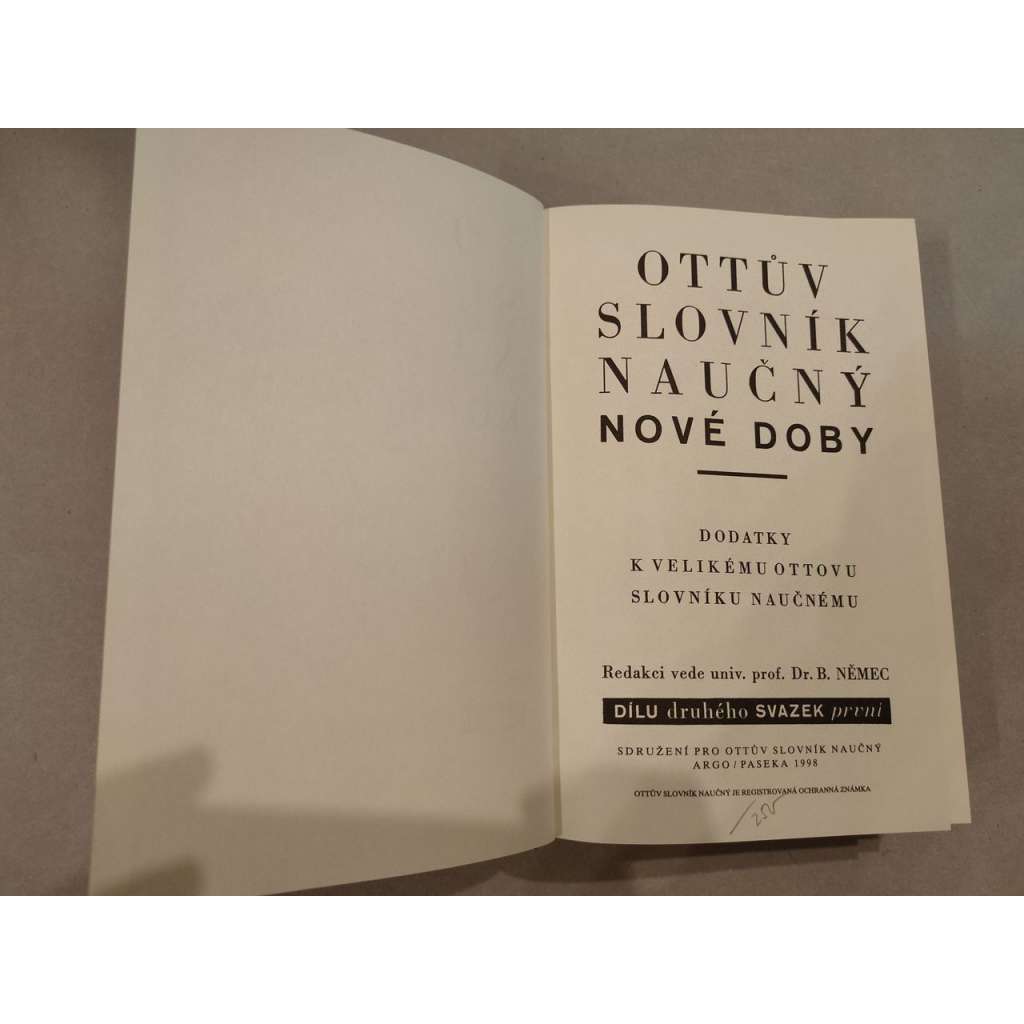 OTTŮV
SLOVNÍK
NAUČNÝ
NOVÉ DOBY
DODATKY
K VELIKÉMU OTTOVU
SLOVNÍKU NAUČNÉMU
Redakci vede univ. prof. Dr. B. NĚMEC
DÍLU druhého SVAZEK první
SDRUŽENÍ PRO OTTŮV SLOVNÍK NAUČNÝ
ARGO / PASEKA 1998
OTTŮV SLOVNÍK NAUČNÝ JE REGISTROVANÁ OCHRANNÁ ZNÁMKA